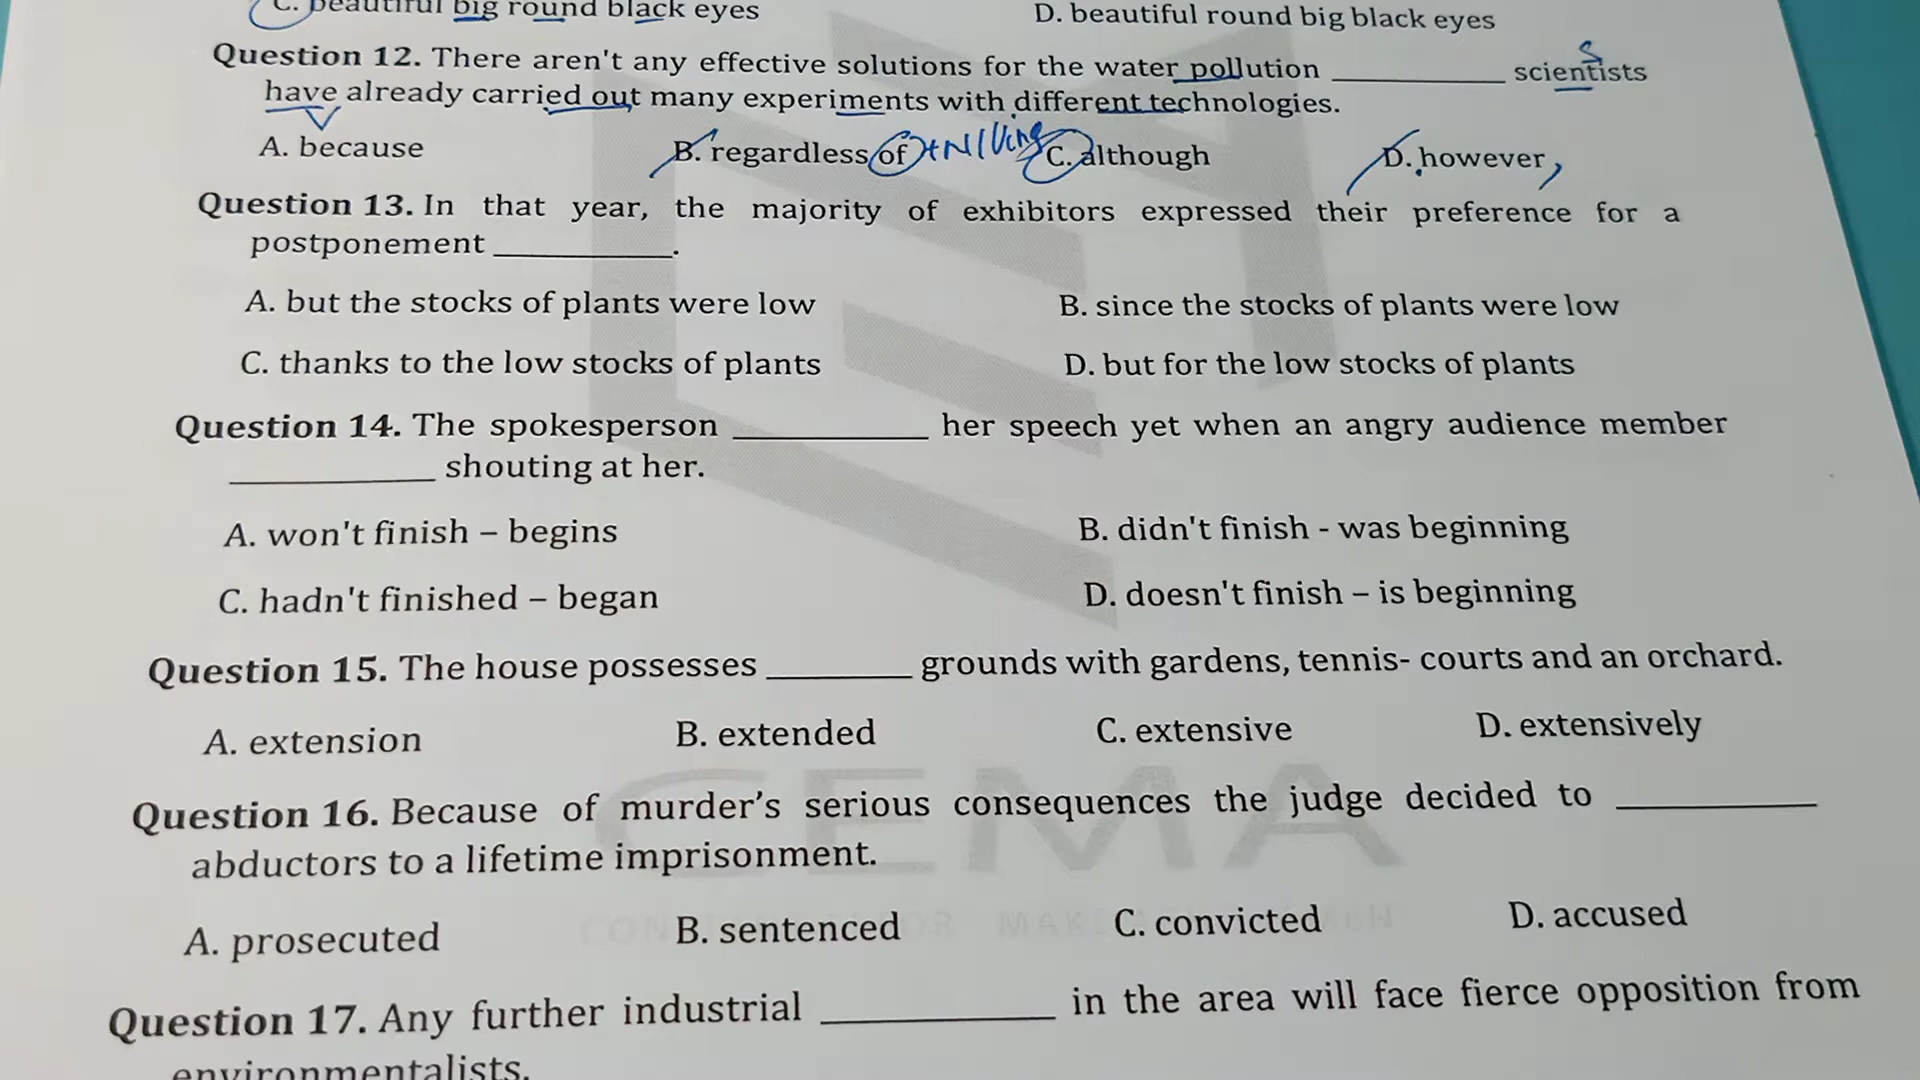 C. beautiful big round black eyes
D. beautiful round big black eyes
Question 12. There aren't any effective solutions for the water pollution __________ scientists
S
have already carried out many experiments with different technologies.
A. because
B. regardless of
+N/Ving
C. although
D. however,
Question 13. In that year, the majority of exhibitors expressed their preference for a
postponement __________.
A. but the stocks of plants were low
B. since the stocks of plants were low
C. thanks to the low stocks of plants
D. but for the low stocks of plants
Question 14. The spokesperson __________ her speech yet when an angry audience member
__________ shouting at her.
A. won't finish – begins
B. didn't finish - was beginning
C. hadn't finished – began
D. doesn't finish – is beginning
Question 15. The house possesses ________ grounds with gardens, tennis- courts and an orchard.
A. extension
B. extended
C. extensive
D. extensively
CEMA
Question 16. Because of murder's serious consequences the judge decided to __________
abductors to a lifetime imprisonment.
A. prosecuted
B. sentenced
C. convicted
D. accused
Question 17. Any further industrial __________ in the area will face fierce opposition from
environmentalists.